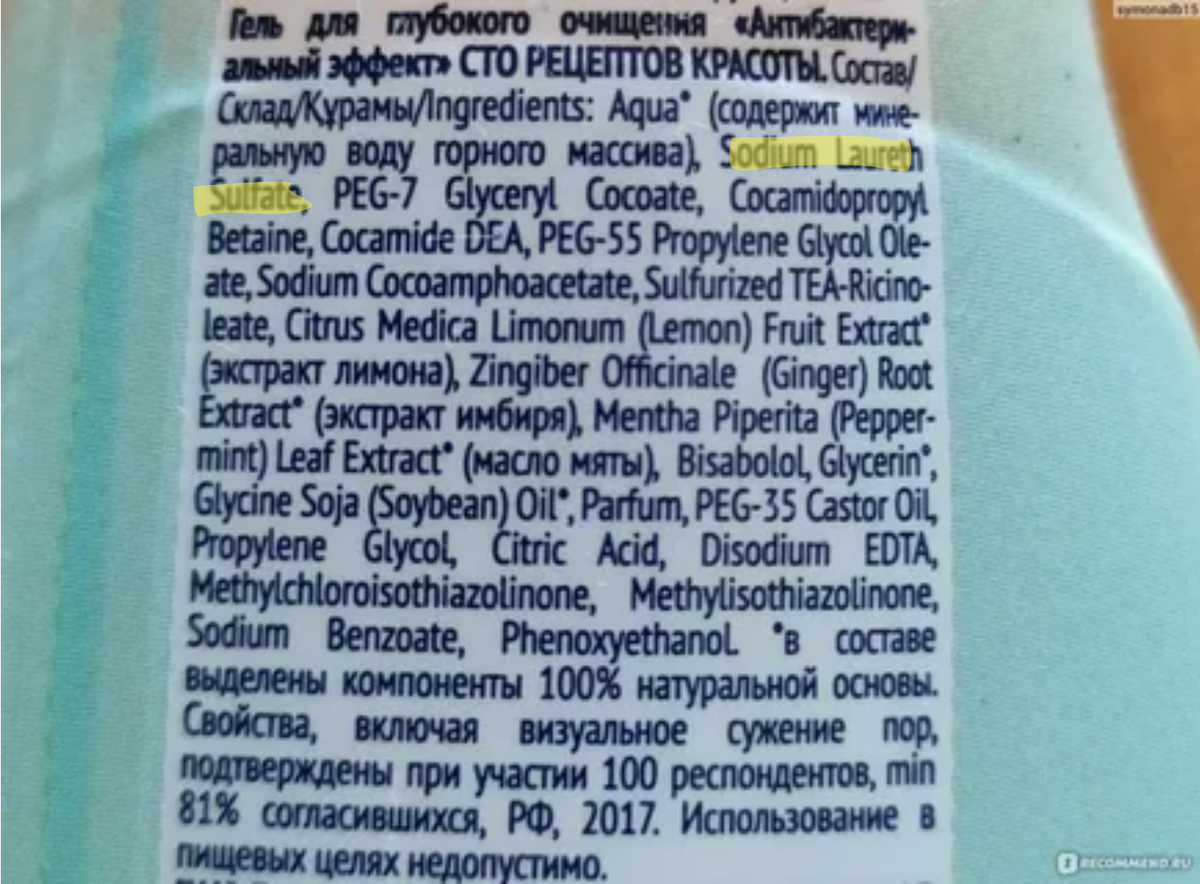 symonadb15
Гель для глубокого очищения «Антибактери-
альный эффект» СТО РЕЦЕПТОВ КРАСОТЫ. Состав/
Склад/Құрамы/Ingredients: Aqua* (содержит мине-
ральную воду горного массива), Sodium Laureth
Sulfate, PEG-7 Glyceryl Cocoate, Cocamidopropyl
Betaine, Cocamide DEA, PEG-55 Propylene Glycol Ole-
ate, Sodium Cocoamphoacetate, Sulfurized TEA-Ricino-
leate, Citrus Medica Limonum (Lemon) Fruit Extract*
(экстракт лимона), Zingiber Officinale (Ginger) Root
Extract* (экстракт имбиря), Mentha Piperita (Pepper-
mint) Leaf Extract* (масло мяты), Bisabolol, Glycerin*,
Glycine Soja (Soybean) Oil*, Parfum, PEG-35 Castor Oil,
Propylene Glycol, Citric Acid, Disodium EDTA,
Methylchloroisothiazolinone, Methylisothiazolinone,
Sodium Benzoate, Phenoxyethanol. *в составе
выделены компоненты 100% натуральной основы.
Свойства, включая визуальное сужение пор,
подтверждены при участии 100 респондентов, min
81% согласившихся, РФ, 2017. Использование в
пищевых целях недопустимо.
RECOMMEND.RU